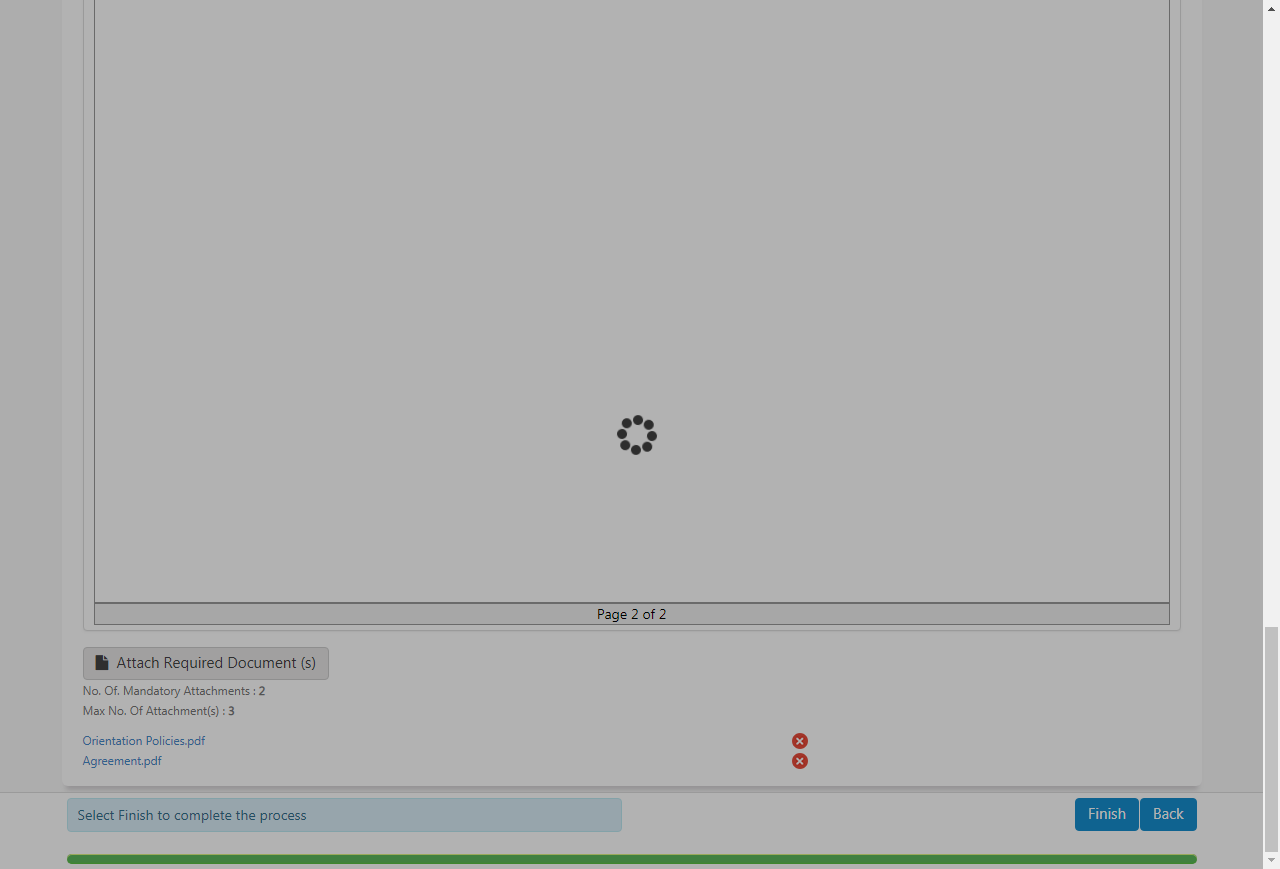 Page 2 of 2
Attach Required Document (s)
No. Of. Mandatory Attachments : 2
Max No. Of Attachment(s) : 3
Orientation Policies.pdf
Agreement.pdf
Select Finish to complete the process
Finish
Back